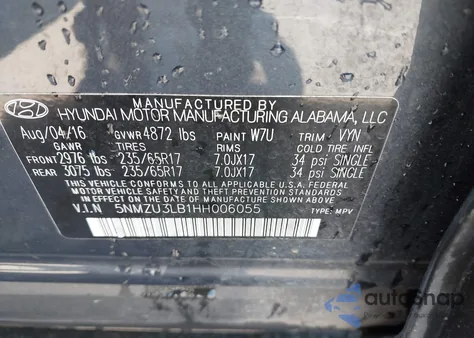 MANUFACTURED BY
HYUNDAI MOTOR MANUFACTURING ALABAMA, LLC
Aug/04/16 GVWR 4872 lbs PAINT W7U TRIM VYN
GAWR TIRES RIMS COLD TIRE INFL
FRONT 2976 lbs 235/65R17 7.0JX17 34 psi SINGLE
REAR 3075 lbs 235/65R17 7.0JX17 34 psi SINGLE
THIS VEHICLE CONFORMS TO ALL APPLICABLE FEDERAL
MOTOR VEHICLE SAFETY, BUMPER, AND THEFT PREVENTION STANDARDS
IN EFFECT ON THE DATE OF MANUFACTURE SHOWN ABOVE.
V.I.N 5NMZU3LB1HH006055 TYPE: MPV
autoSnap